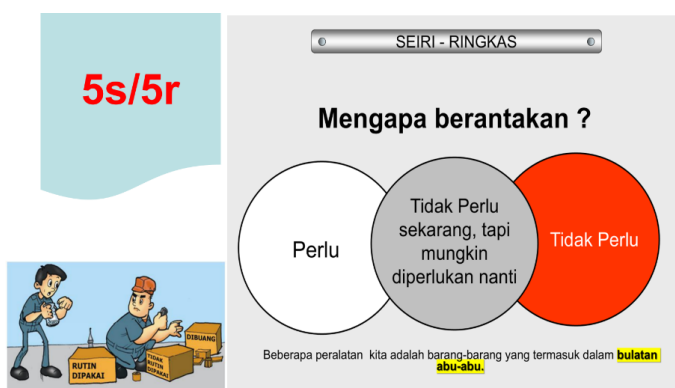 5s/5r
SEIRI - RINGKAS
Mengapa berantakan ?
Perlu
Tidak Perlu
sekarang, tapi
mungkin
diperlukan nanti
Tidak Perlu
Beberapa peralatan kita adalah barang-barang yang termasuk dalam bulatan
abu-abu.
RUTIN
DIPAKAI
TIDAK
RUTIN
DIPAKAI
DIBUANG